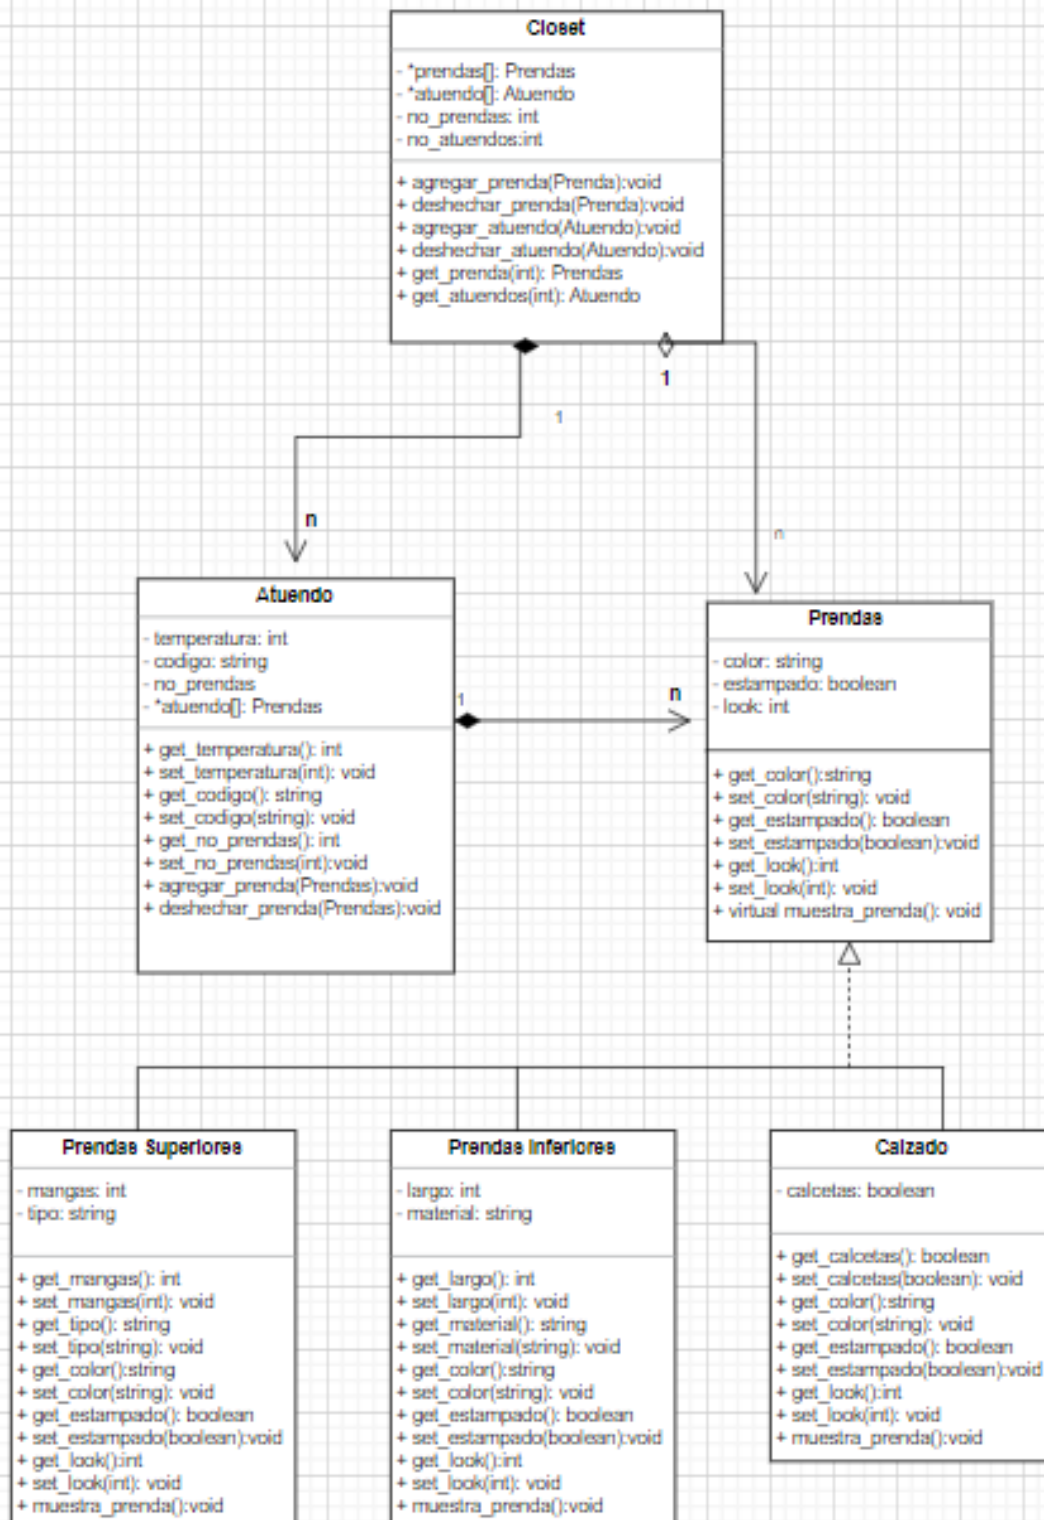 Closet
- *prendas[]: Prendas
- *atuendo[]: Atuendo
- no_prendas: int
- no_atuendos:int
+ agregar_prenda(Prenda):void
+ deshechar_prenda(Prenda):void
+ agregar_atuendo(Atuendo):void
+ deshechar_atuendo(Atuendo):void
+ get_prenda(int): Prendas
+ get_atuendos(int): Atuendo
1
1
n
n
Atuendo
- temperatura: int
- codigo: string
- no_prendas
- *atuendo[]: Prendas
+ get_temperatura(): int
+ set_temperatura(int): void
+ get_codigo(): string
+ set_codigo(string): void
+ get_no_prendas(): int
+ set_no_prendas(int):void
+ agregar_prenda(Prendas):void
+ deshechar_prenda(Prendas):void
1
n
Prendas
- color: string
- estampado: boolean
- look: int
+ get_color():string
+ set_color(string): void
+ get_estampado(): boolean
+ set_estampado(boolean):void
+ get_look():int
+ set_look(int): void
+ virtual muestra_prenda(): void
Prendas Superiores
- mangas: int
- tipo: string
+ get_mangas(): int
+ set_mangas(int): void
+ get_tipo(): string
+ set_tipo(string): void
+ get_color():string
+ set_color(string): void
+ get_estampado(): boolean
+ set_estampado(boolean):void
+ get_look():int
+ set_look(int): void
+ muestra_prenda():void
Prendas Inferiores
- largo: int
- material: string
+ get_largo(): int
+ set_largo(int): void
+ get_material(): string
+ set_material(string): void
+ get_color():string
+ set_color(string): void
+ get_estampado(): boolean
+ set_estampado(boolean):void
+ get_look():int
+ set_look(int): void
+ muestra_prenda():void
Calzado
- calcetas: boolean
+ get_calcetas(): boolean
+ set_calcetas(boolean): void
+ get_color():string
+ set_color(string): void
+ get_estampado(): boolean
+ set_estampado(boolean):void
+ get_look():int
+ set_look(int): void
+ muestra_prenda():void